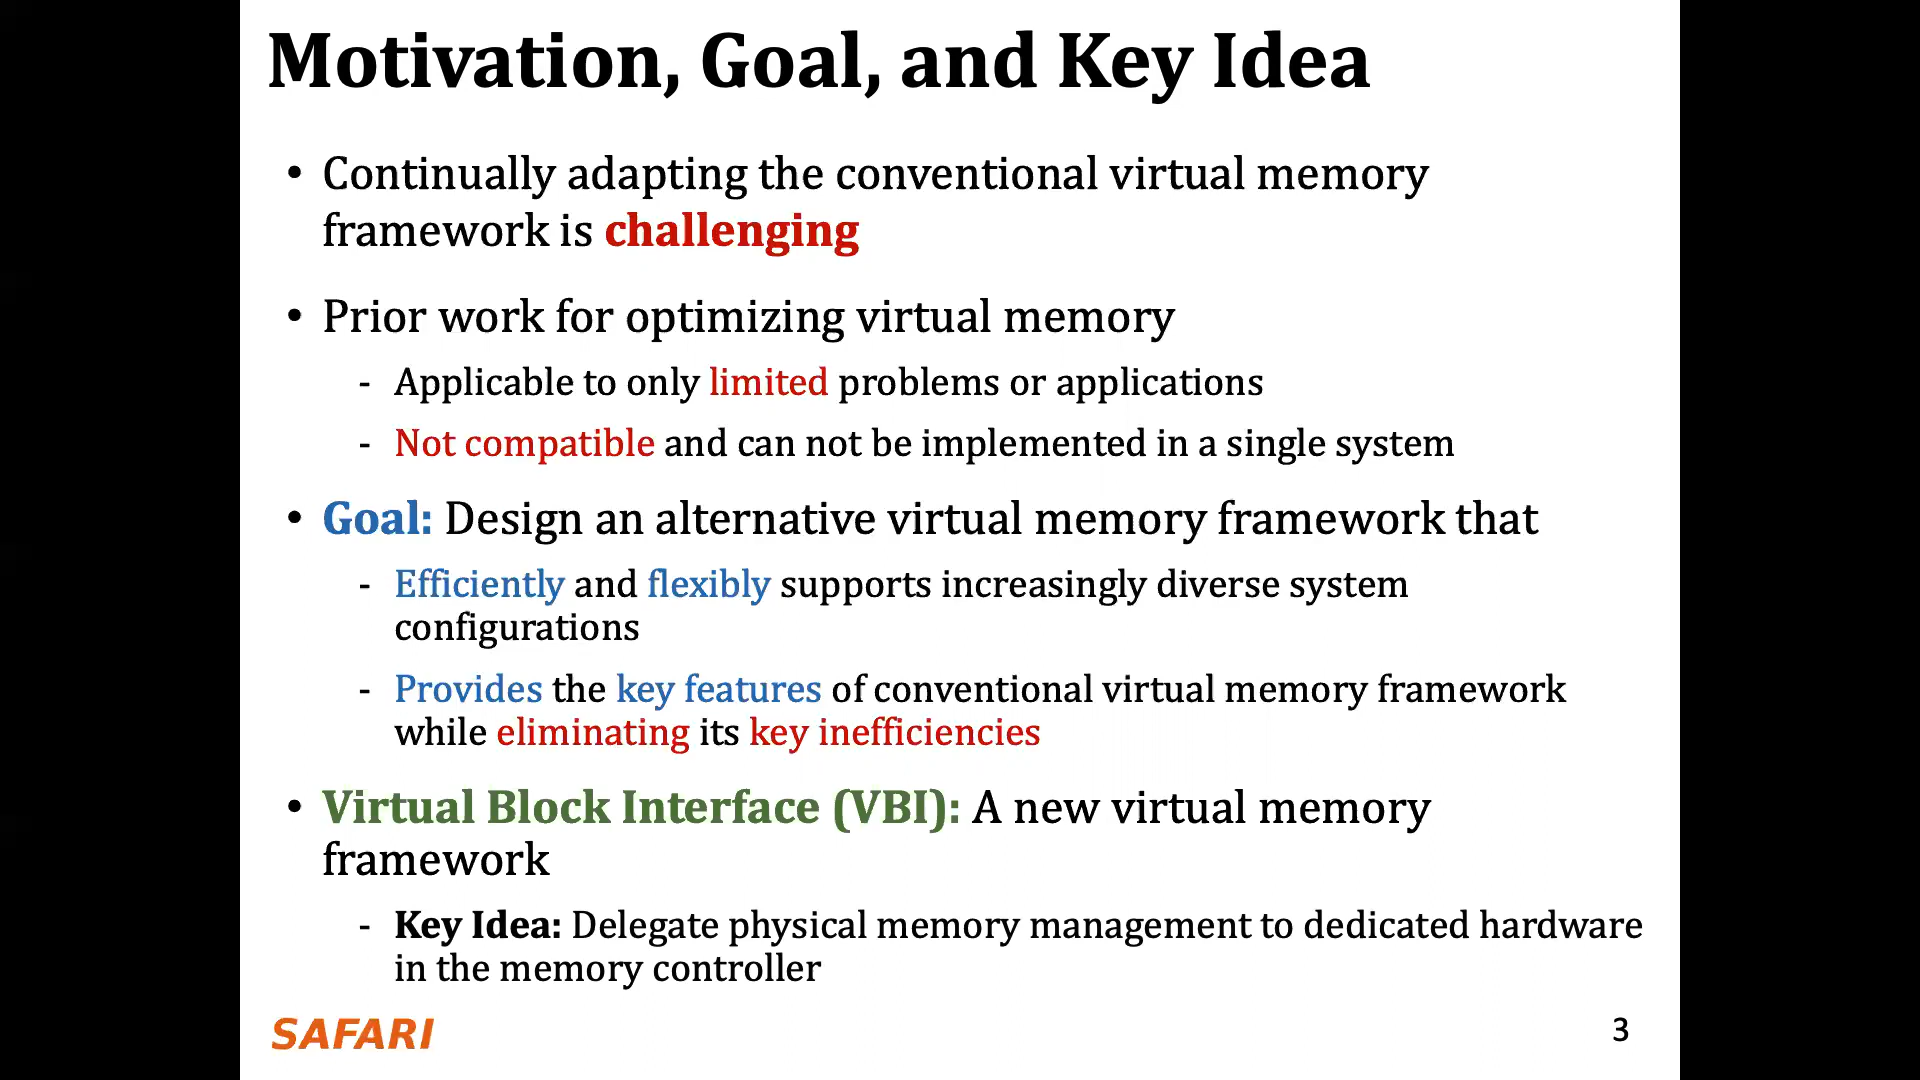 Motivation, Goal, and Key Idea
• Continually adapting the conventional virtual memory
framework is challenging
• Prior work for optimizing virtual memory
- Applicable to only limited problems or applications
- Not compatible and can not be implemented in a single system
• Goal: Design an alternative virtual memory framework that
- Efficiently and flexibly supports increasingly diverse system
configurations
- Provides the key features of conventional virtual memory framework
while eliminating its key inefficiencies
• Virtual Block Interface (VBI): A new virtual memory
framework
- Key Idea: Delegate physical memory management to dedicated hardware
in the memory controller
SAFARI
3